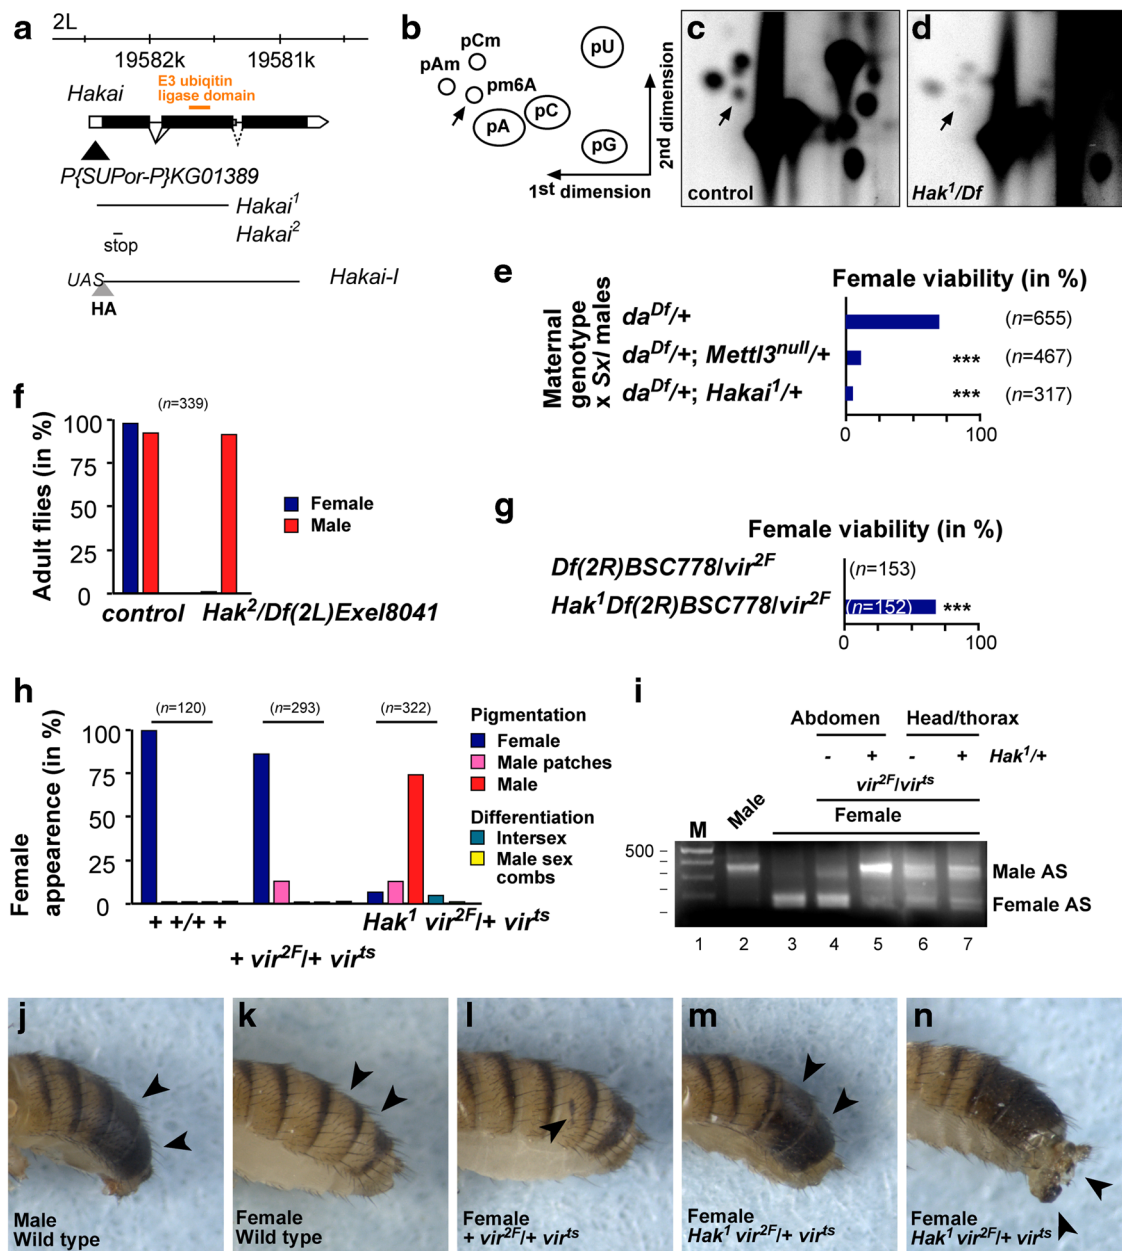 a
2L
19582k 19581k
E3 ubiqitin
ligase domain
Hakai
P{SUPor-P}KG01389
Hakai1
Hakai2
stop
UAS
Hakai-I
HA
b
pCm
pAm
pm6A
pU
pC
pA
pG
1st dimension
2nd dimension
c
control
d
Hak1/Df
e
Female viability (in %)
Maternal
genotype
x Sxl males
daDf/+
(n=655)
daDf/+; Mettl3null/+
*** (n=467)
daDf/+; Hakai1/+
*** (n=317)
0 100
f
(n=339)
Adult flies (in %)
100
75
50
25
0
Female
Male
control Hak2/Df(2L)Exel8041
g
Female viability (in %)
Df(2R)BSC778/vir2F
(n=153)
Hak1Df(2R)BSC778/vir2F
(n=152) ***
0 100
h
(n=120) (n=293) (n=322)
Female
appearence (in %)
100
75
50
25
0
Pigmentation
Female
Male patches
Male
Differentiation
Intersex
Male sex
combs
+ +/+ +
+ vir2F/+ virts
Hak1 vir2F/+ virts
i
Abdomen Head/thorax
- + - + Hak1/+
vir2F/virts
Male
Female
M
500
Male AS
Female AS
1 2 3 4 5 6 7
j
Male
Wild type
k
Female
Wild type
l
Female
+ vir2F/+ virts
m
Female
Hak1 vir2F/+ virts
n
Female
Hak1 vir2F/+ virts